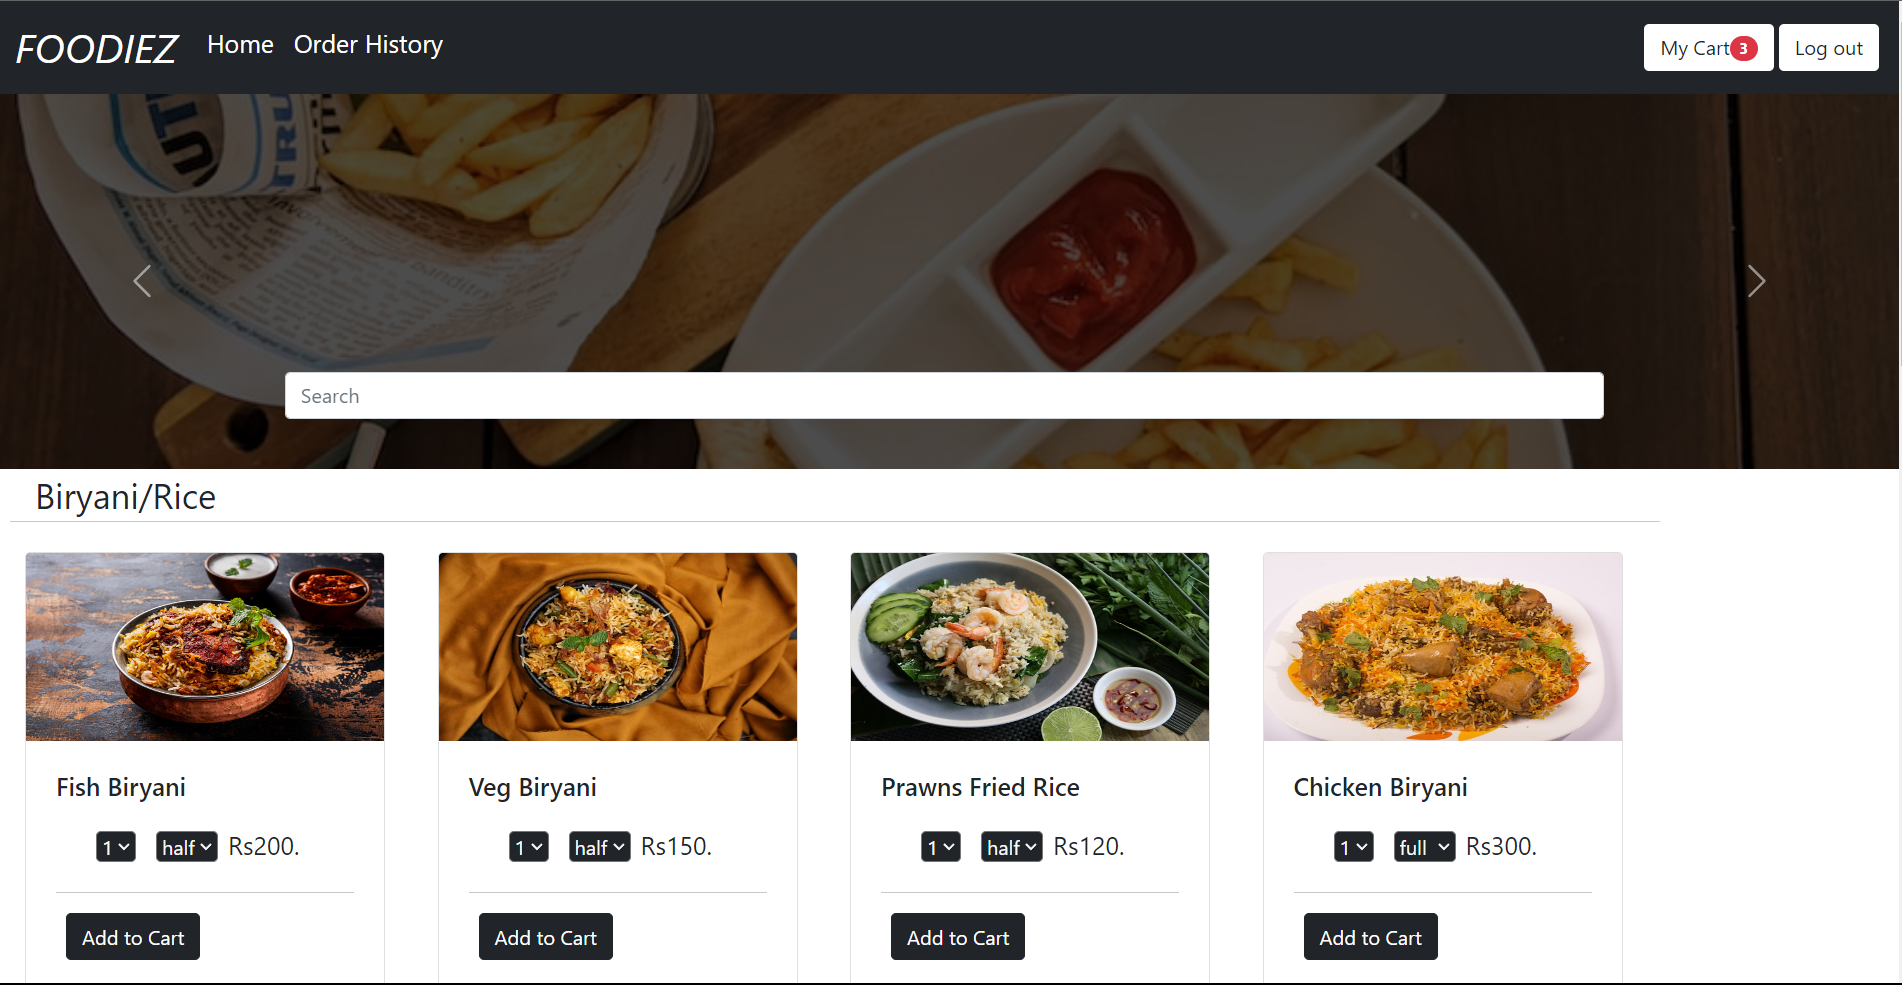 FOODIEZ Home Order History My Cart 3 Log out
Search
Biryani/Rice
Fish Biryani Veg Biryani Prawns Fried Rice Chicken Biryani
1 half Rs200. 1 half Rs150. 1 half Rs120. 1 full Rs300.
Add to Cart Add to Cart Add to Cart Add to Cart